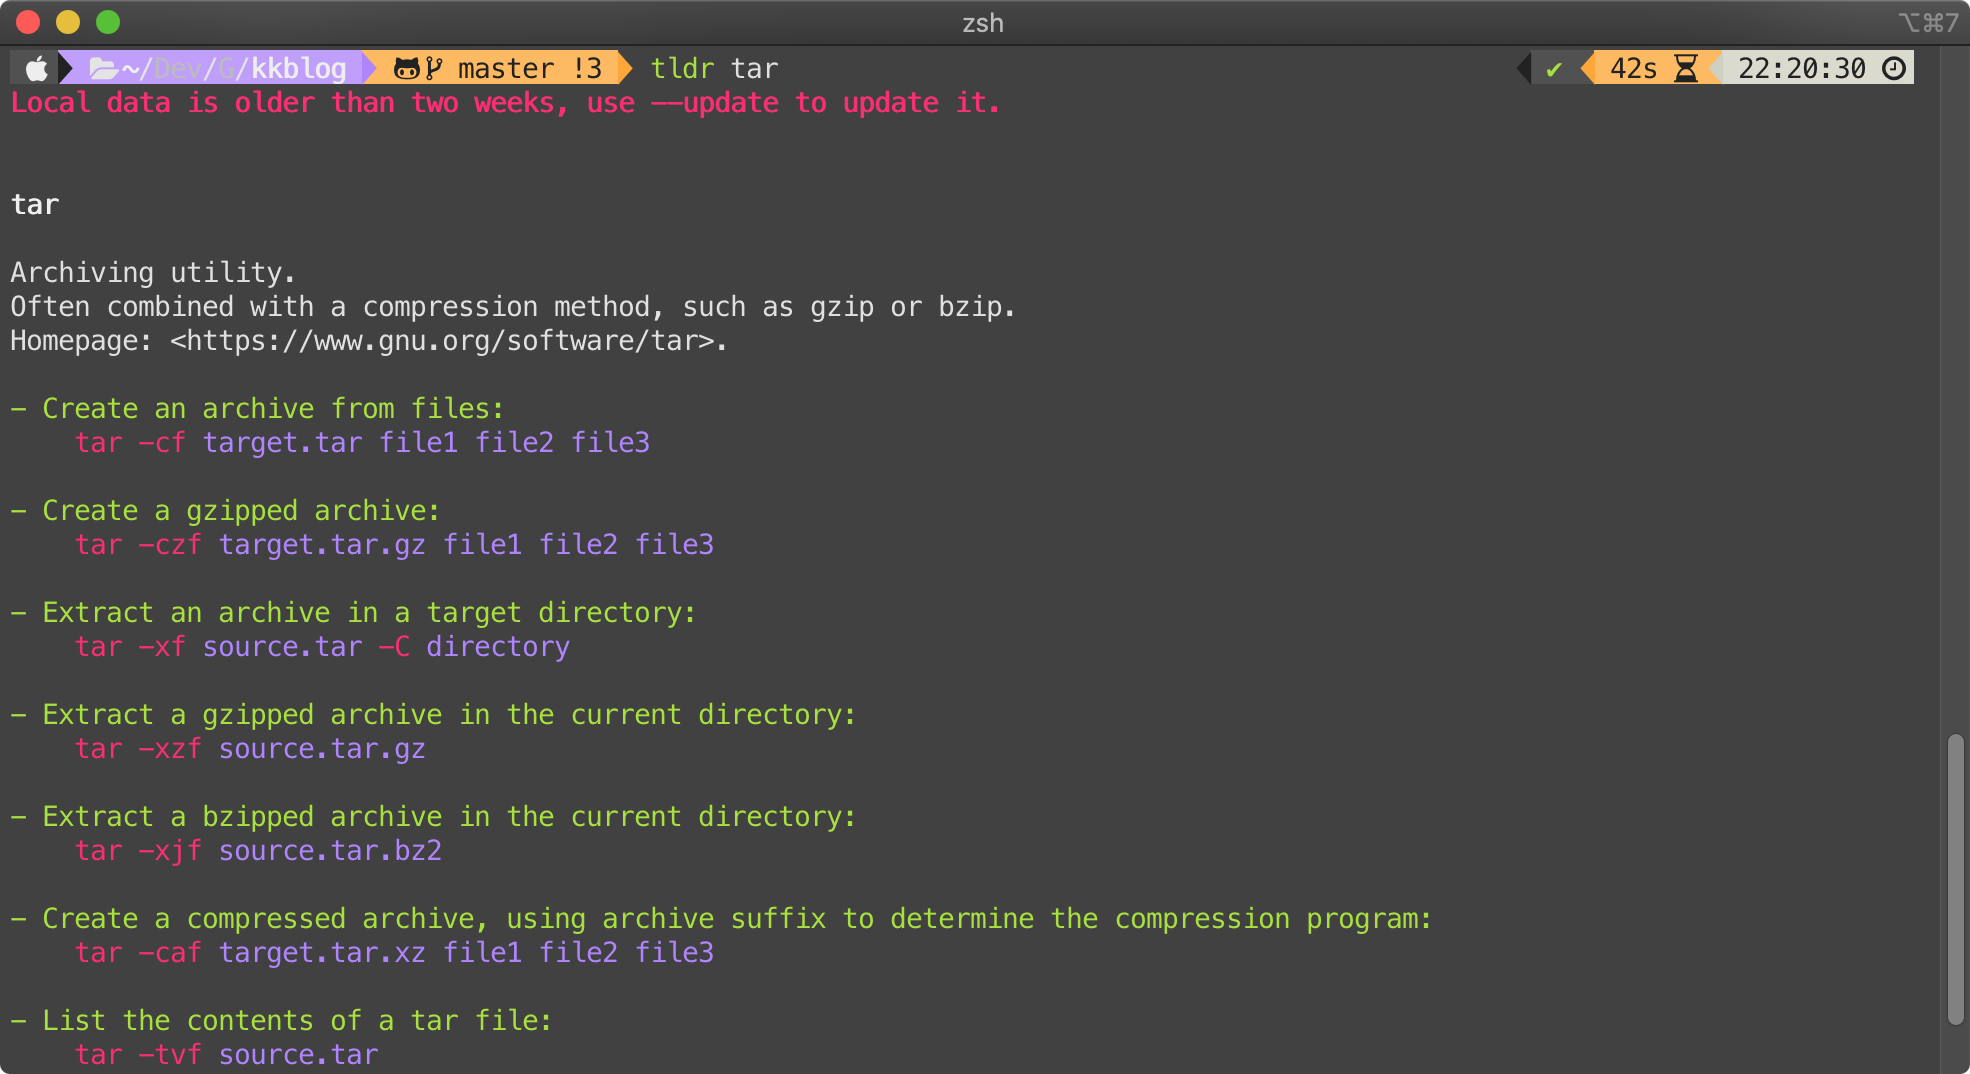 zsh ⌥⌘7
~/Dev/G/kkblog master !3 tldr tar ✔ 42s 22:20:30
Local data is older than two weeks, use --update to update it.
tar
Archiving utility.
Often combined with a compression method, such as gzip or bzip.
Homepage: <https://www.gnu.org/software/tar>.
- Create an archive from files:
tar -cf target.tar file1 file2 file3
- Create a gzipped archive:
tar -czf target.tar.gz file1 file2 file3
- Extract an archive in a target directory:
tar -xf source.tar -C directory
- Extract a gzipped archive in the current directory:
tar -xzf source.tar.gz
- Extract a bzipped archive in the current directory:
tar -xjf source.tar.bz2
- Create a compressed archive, using archive suffix to determine the compression program:
tar -caf target.tar.xz file1 file2 file3
- List the contents of a tar file:
tar -tvf source.tar